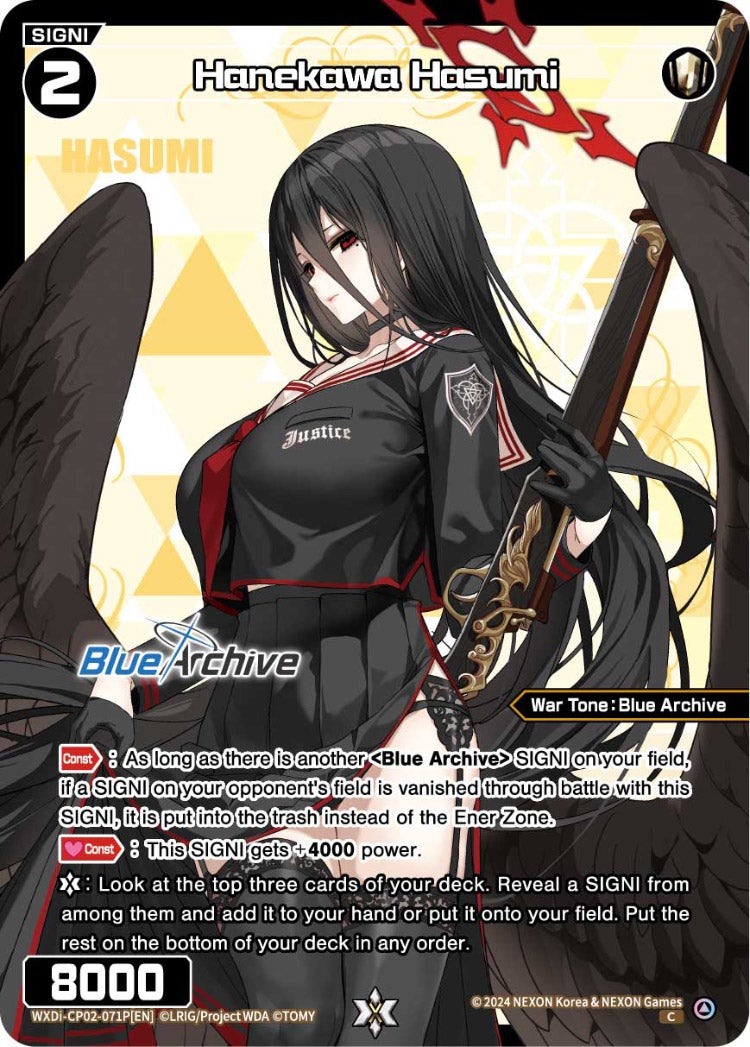 SIGNI
2
Hanekawa Hasumi
HASUMI
Justice
Blue Archive
War Tone:Blue Archive
Const : As long as there is another <Blue Archive> SIGNI on your field,
if a SIGNI on your opponent's field is vanished through battle with this
SIGNI, it is put into the trash instead of the Ener Zone.
Const : This SIGNI gets +4000 power.
: Look at the top three cards of your deck. Reveal a SIGNI from
among them and add it to your hand or put it onto your field. Put the
rest on the bottom of your deck in any order.
8000
WXDi-CP02-071P[EN] ©LRIG/Project WDA ©TOMY
©2024 NEXON Korea & NEXON Games
C